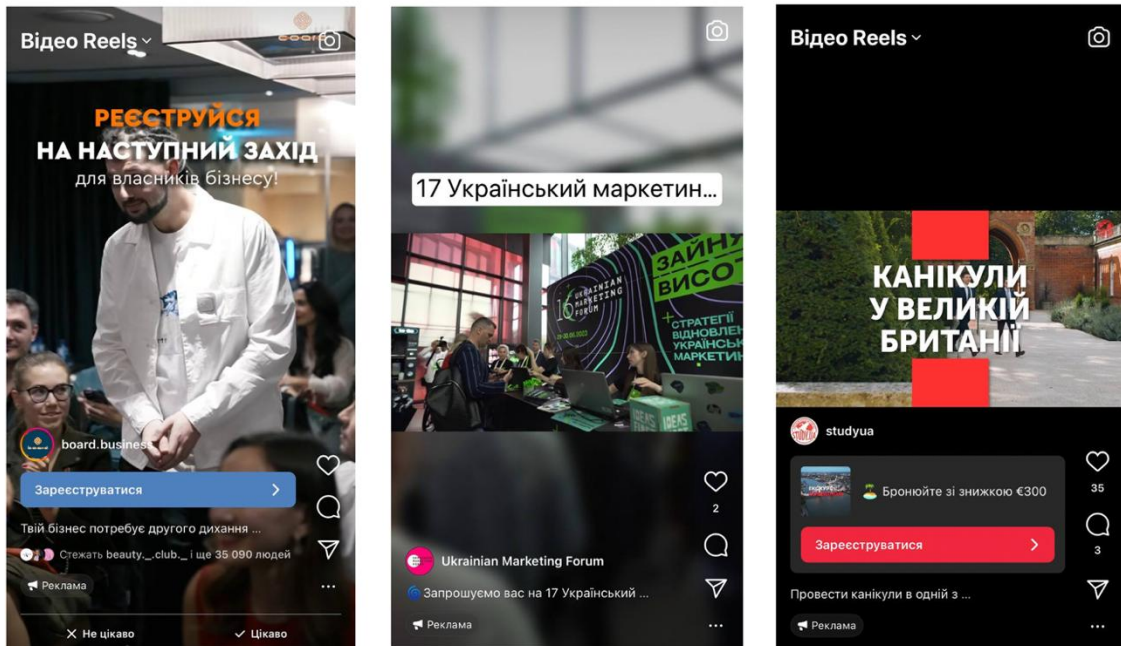 Відео Reels
РЕЄСТРУЙСЯ
НА НАСТУПНИЙ ЗАХІД
для власників бізнесу!
board.business
Зареєструватися
Твій бізнес потребує другого дихання ...
Стежать beauty._.club._ і ще 35 090 людей
Реклама
Не цікаво
Цікаво
17 Український маркетин...
ЗАЙНЯ
ВИСОТ
16 UKRAINIAN
MARKETING
FORUM
СТРАТЕГІЇ
ВІДНОВЛЕН
УКРАЇНСЬК
МАРКЕТИН
IDEAS
IDEAS
2
Ukrainian Marketing Forum
Запрошуємо вас на 17 Український ...
Реклама
Відео Reels
КАНІКУЛИ
У ВЕЛИКІЙ
БРИТАНІЇ
studyua
Бронюйте зі знижкою €300
35
Зареєструватися
3
Провести канікули в одній з ...
Реклама